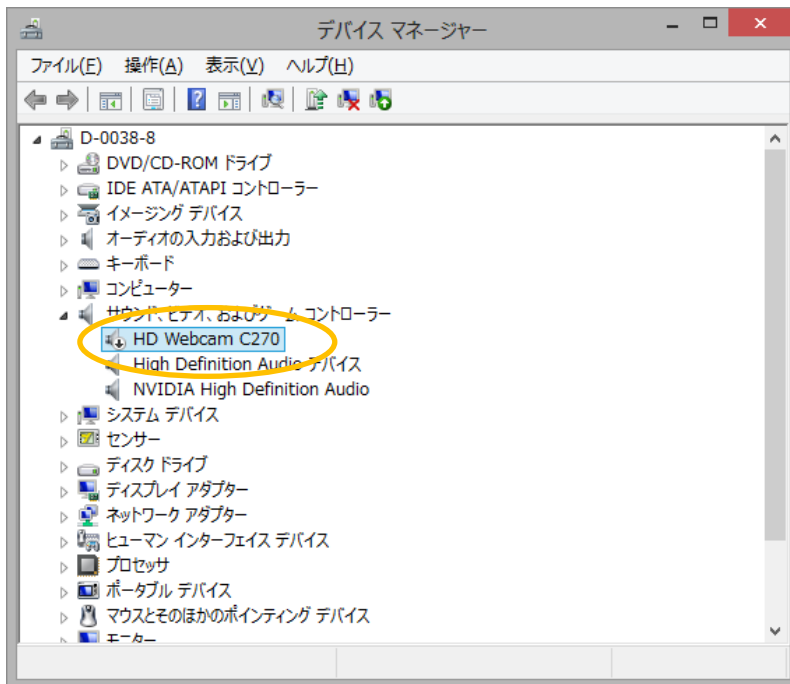 デバイス マネージャー
ファイル(F) 操作(A) 表示(V) ヘルプ(H)
D-0038-8
DVD/CD-ROM ドライブ
IDE ATA/ATAPI コントローラー
イメージング デバイス
オーディオの入力および出力
キーボード
コンピューター
サウンド、ビデオ、およびゲーム コントローラー
HD Webcam C270
High Definition Audio デバイス
NVIDIA High Definition Audio
システム デバイス
センサー
ディスク ドライブ
ディスプレイ アダプター
ネットワーク アダプター
ヒューマン インターフェイス デバイス
プロセッサ
ポータブル デバイス
マウスとそのほかのポインティング デバイス
モニター